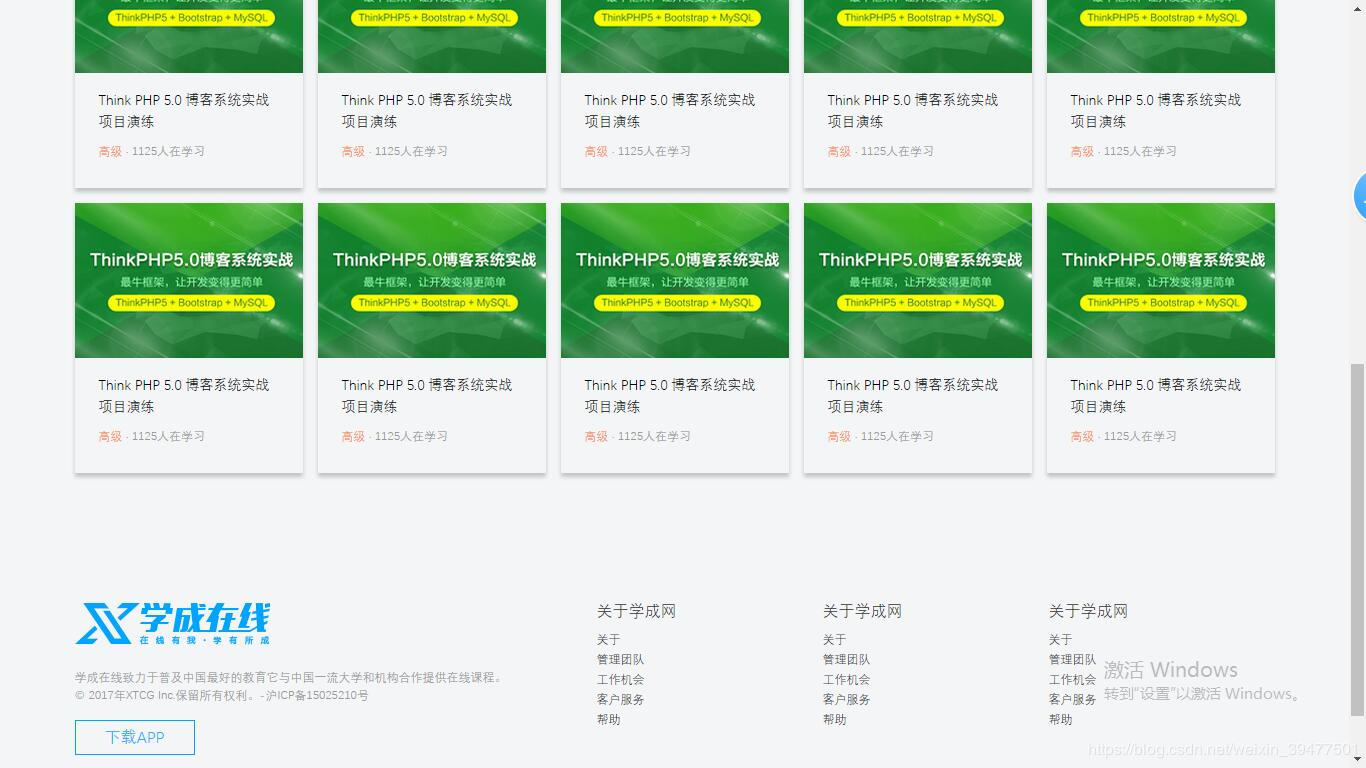 ThinkPHP5 + Bootstrap + MySQL
ThinkPHP5 + Bootstrap + MySQL
ThinkPHP5 + Bootstrap + MySQL
ThinkPHP5 + Bootstrap + MySQL
ThinkPHP5 + Bootstrap + MySQL
Think PHP 5.0 博客系统实战
项目演练
高级 · 1125人在学习
Think PHP 5.0 博客系统实战
项目演练
高级 · 1125人在学习
Think PHP 5.0 博客系统实战
项目演练
高级 · 1125人在学习
Think PHP 5.0 博客系统实战
项目演练
高级 · 1125人在学习
Think PHP 5.0 博客系统实战
项目演练
高级 · 1125人在学习
ThinkPHP5.0博客系统实战
最牛框架，让开发变得更简单
ThinkPHP5 + Bootstrap + MySQL
Think PHP 5.0 博客系统实战
项目演练
高级 · 1125人在学习
ThinkPHP5.0博客系统实战
最牛框架，让开发变得更简单
ThinkPHP5 + Bootstrap + MySQL
Think PHP 5.0 博客系统实战
项目演练
高级 · 1125人在学习
ThinkPHP5.0博客系统实战
最牛框架，让开发变得更简单
ThinkPHP5 + Bootstrap + MySQL
Think PHP 5.0 博客系统实战
项目演练
高级 · 1125人在学习
ThinkPHP5.0博客系统实战
最牛框架，让开发变得更简单
ThinkPHP5 + Bootstrap + MySQL
Think PHP 5.0 博客系统实战
项目演练
高级 · 1125人在学习
ThinkPHP5.0博客系统实战
最牛框架，让开发变得更简单
ThinkPHP5 + Bootstrap + MySQL
Think PHP 5.0 博客系统实战
项目演练
高级 · 1125人在学习
学成在线
在线有我·学有所成
学成在线致力于普及中国最好的教育它与中国一流大学和机构合作提供在线课程。
© 2017年XTCG Inc.保留所有权利。-沪ICP备15025210号
下载APP
关于学成网
关于
管理团队
工作机会
客户服务
帮助
关于学成网
关于
管理团队
工作机会
客户服务
帮助
关于学成网
关于
管理团队
工作机会
客户服务
帮助
激活 Windows
转到"设置"以激活 Windows。
https://blog.csdn.net/weixin_39477501